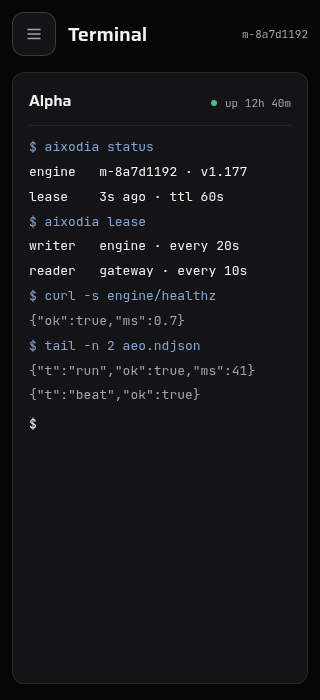 Terminal
m-8a7d1192
Alpha
up 12h 40m
$ aixodia status
engine m-8a7d1192 · v1.177
lease 3s ago · ttl 60s
$ aixodia lease
writer engine · every 20s
reader gateway · every 10s
$ curl -s engine/healthz
{"ok":true,"ms":0.7}
$ tail -n 2 aeo.ndjson
{"t":"run","ok":true,"ms":41}
{"t":"beat","ok":true}
$